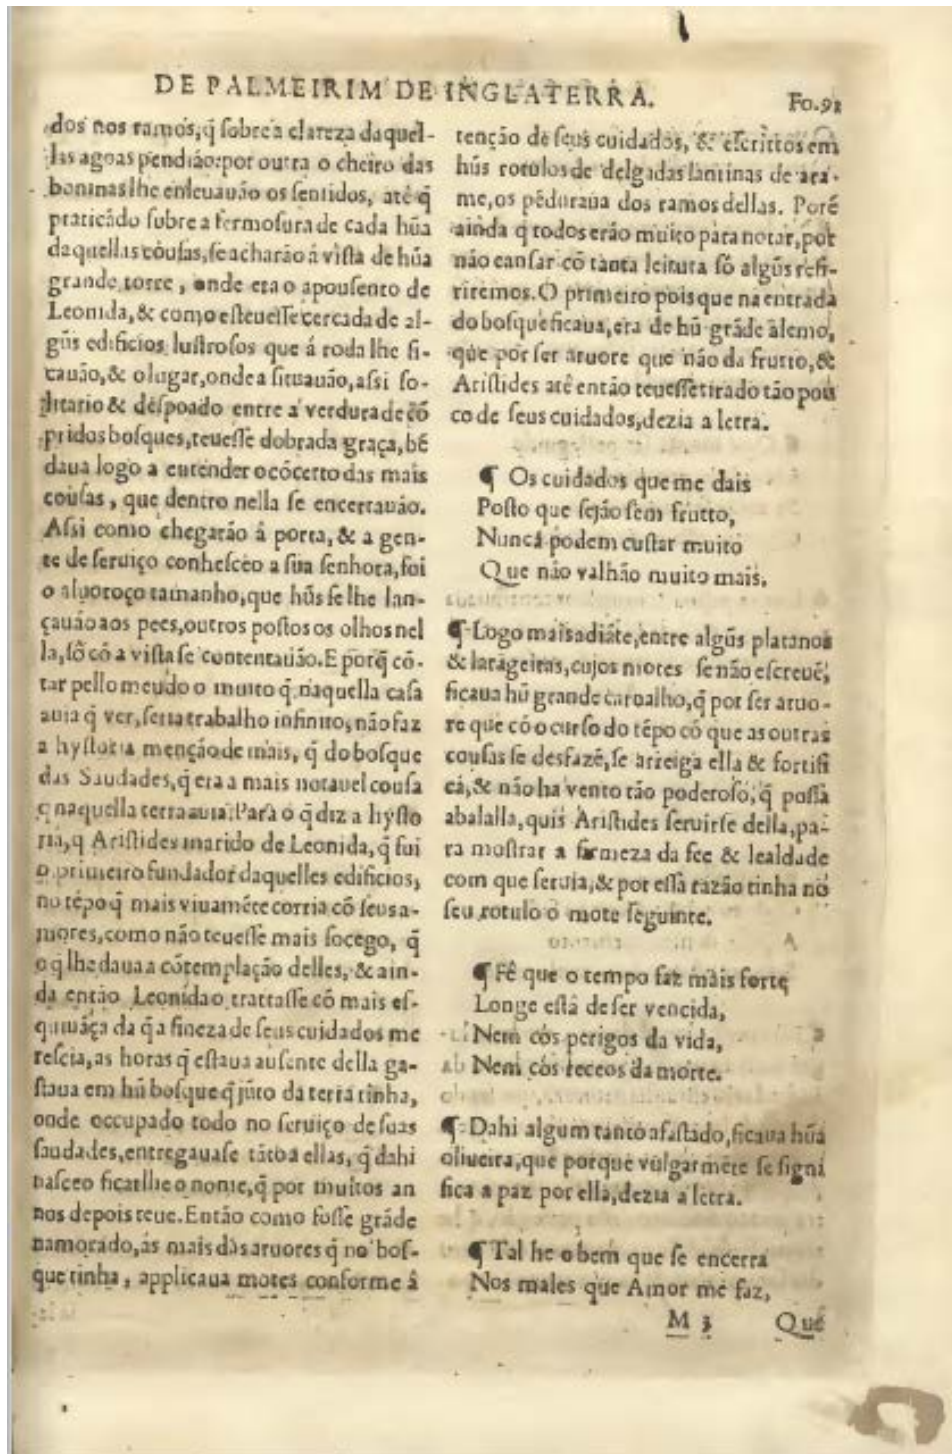 DE PALMEIRIM DE INGLATERRA.
Fo.91
dos nos ramos, q̃ ſobre a clareza daquel-
las agoas pendião: por outra o cheiro das
boninas lhe enleuauão os ſentidos, atê q̃
praticãdo ſobre a fermoſura de cada hũa
daquellas cõuſas, ſe acharão á viſta de hũa
grande torre, onde era o apouſento de
Leonida, & como eſteueſſe cercada de al-
gũs edificios luſtroſos que á roda lhe fi-
cauão, & o lugar, onde a ſituauão, aſsi ſo-
litario & deſpoado entre a verdura de cõ
pridos boſques, teueſſe dobrada graça, bẽ
daua logo a entender o cõcerto das mais
couſas, que dentro nella ſe encerrauão.
Aſsi como chegarão á porta, & a gen-
te de ſeruiço conheſceo a ſua ſenhora, foi
o aluoroço tamanho, que hũs ſe lhe lan-
çauão aos pees, outros poſtos os olhos nel
la, ſô cõ a viſta ſe contentauão. E porq̃ cõ-
tar pello meudo o muito q̃ naquella caſa
auia q̃ ver, ſeria trabalho infinito, não faz
a hyſtoria menção de mais, q̃ do boſque
das Saudades, q̃ era a mais notauel couſa
q̃ naquella terra auia. Para o q̃ diz a hyſto
ria, q̃ Ariſtides marido de Leonida, q̃ fui
o primeiro fundador daquelles edificios,
no tẽpo q̃ mais viuamẽte corria cõ ſeus a-
mores, como não teueſſe mais ſocego, q̃
o q̃ lhe daua a cõtemplação delles, & ain-
da então Leonida o trattaſſe cõ mais eſ-
quiuãça da q̃ a fineza de ſeus cuidados me
reſcia, as horas q̃ eſtaua auſente della ga-
ſtaua em hũ boſque q̃ jũto da terra tinha,
onde occupado todo no ſeruiço de ſuas
ſaudades, entregauaſe tãto a ellas, q̃ dahi
naſceo ficarlhe o nome, q̃ por muitos an
nos depois teue. Então como foſſe grãde
namorado, ás mais das aruores q̃ no boſ-
que tinha, applicaua motes conforme á
tenção de ſeus cuidados, & eſcrittos em
hũs rotulos de delgadas lantinas de ara-
me, os pẽduraua dos ramos dellas. Porẽ
ainda q̃ todos erão muito para notar, por
não canſar cõ tanta leitura ſô algũs refi-
riremos. O primeiro pois que na entrada
do boſque ficaua, era de hũ grãde alemo,
que por ſer aruore que não da frutto, &
Ariſtides atê então teueſſe tirado tão pou
co de ſeus cuidados, dezia a letra.
¶ Os cuidados que me dais
Poſto que ſejão ſem frutto,
Nunca podem cuſtar muito
Que não valhão muito mais.
¶ Logo mais adiãte, entre algũs platanos
& larãgeiras, cujos motes ſe não eſcreuẽ,
ficaua hũ grande caroalho, q̃ por ſer aruo-
re que cõ o curſo do tẽpo cõ que as outras
couſas ſe desfazẽ, ſe arreiga ella & fortifi
ca, & não ha vento tão poderoſo, q̃ poſſa
abalalla, quis Ariſtides ſeruirſe della, pa-
ra moſtrar a firmeza da fee & lealdade
com que ſeruia, & por eſſa razão tinha no
ſeu rotulo o mote ſeguinte.
¶ Fê que o tempo faz mais forte
Longe eſtá de ſer vencida,
Nem cos perigos da vida,
Nem cos receos da morte.
¶ Dahi algum tanto afaſtado, ficaua hũa
oliueira, que porque vulgarmẽte ſe ſigni
fica a paz por ella, dezia a letra.
¶ Tal he o bem que ſe encerra
Nos males que Amor me faz,
M 3 Que